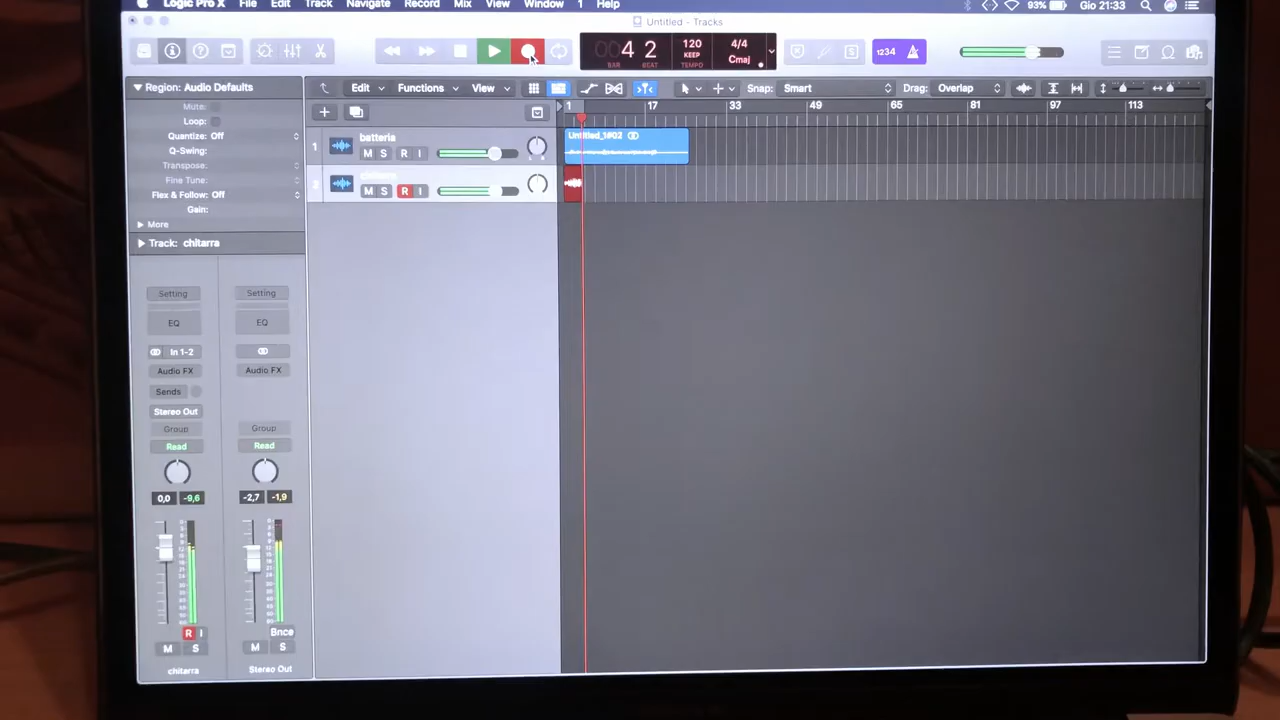 Logic Pro X File Edit Track Navigate Record Mix View Window 1 Help 93% Gio 21:33
Untitled - Tracks
004 2 120 4/4
KEEP Cmaj
BAR BEAT TEMPO
1234
S
Region: Audio Defaults
Edit Functions View Snap: Smart Drag: Overlap
Mute:
Loop:
Quantize: Off
Q-Swing:
Transpose:
Fine Tune:
Flex & Follow: Off
Gain:
More
Track: chitarra
1 17 33 49 65 81 97 113
1 batteria
M S R I
Untitled_1#02
2 chitarra
M S R I
Setting Setting
EQ EQ
In 1-2
Audio FX Audio FX
Sends
Stereo Out
Group Group
Read Read
0,0 -9,6 -2,7 -1,9
R I Bnce
M S M S
chitarra Stereo Out